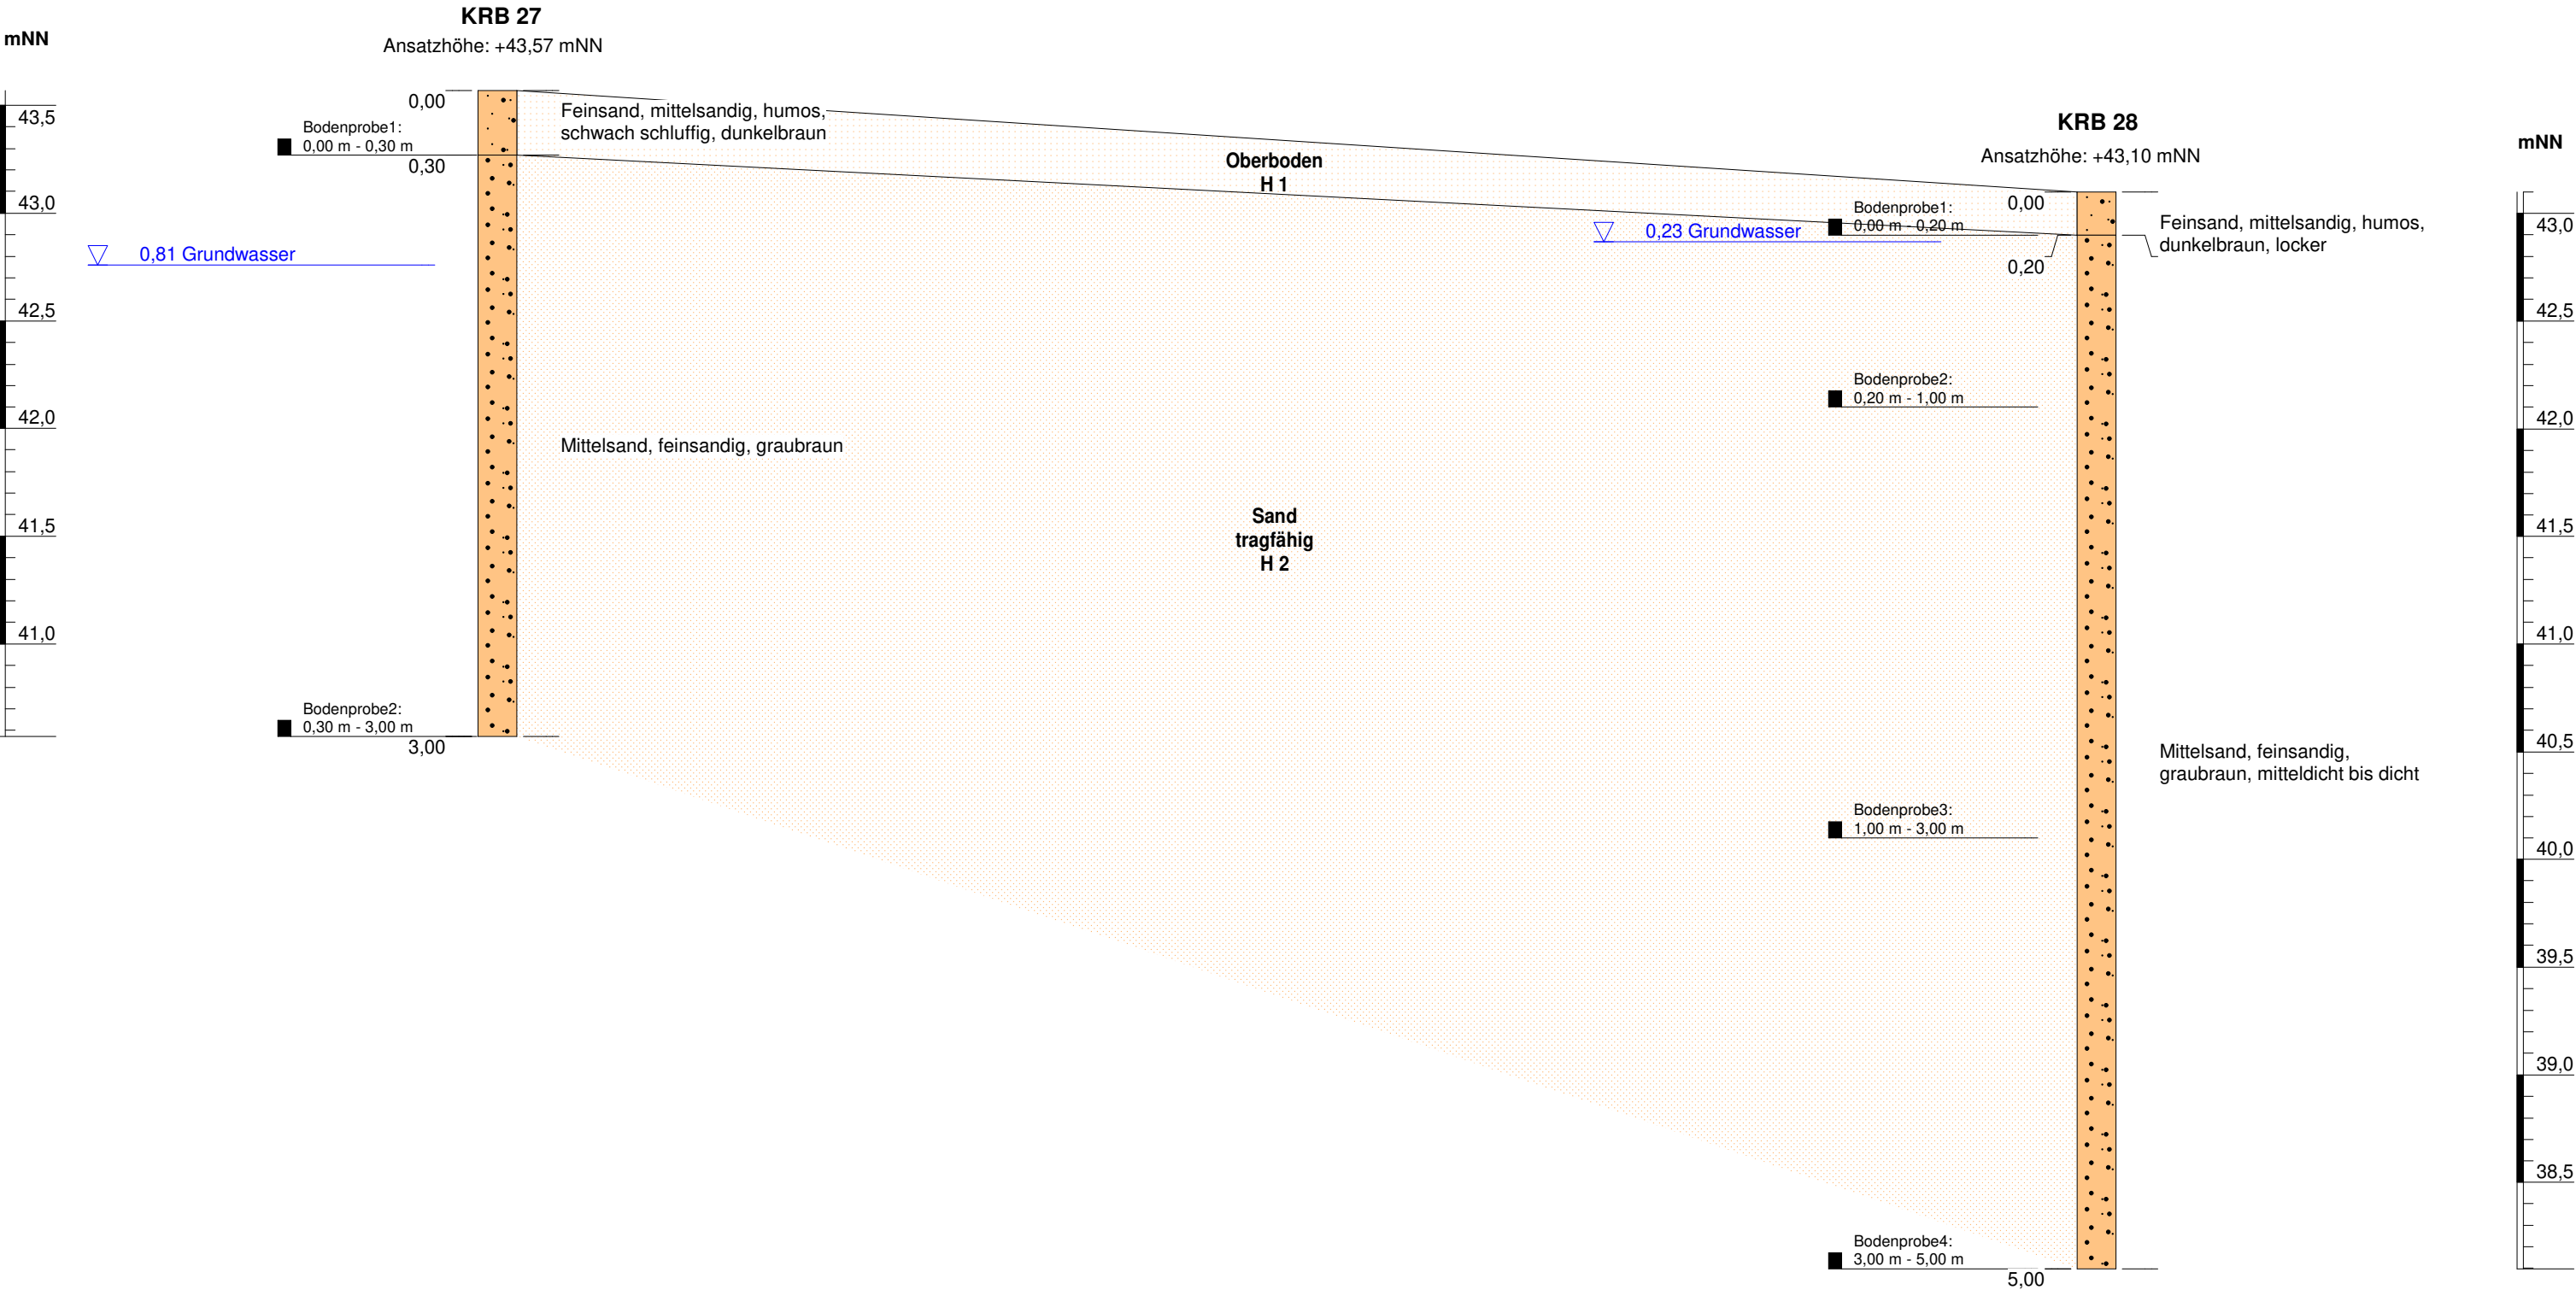 mNN
KRB 27
Ansatzhöhe: +43,57 mNN
43,5
43,0
42,5
42,0
41,5
41,0
0,00
Bodenprobe1:
0,00 m - 0,30 m
0,30
0,81 Grundwasser
Bodenprobe2:
0,30 m - 3,00 m
3,00
Feinsand, mittelsandig, humos,
schwach schluffig, dunkelbraun
Mittelsand, feinsandig, graubraun
Oberboden
H 1
Sand
tragfähig
H 2
KRB 28
Ansatzhöhe: +43,10 mNN
0,00
Bodenprobe1:
0,00 m - 0,20 m
0,23 Grundwasser
0,20
Bodenprobe2:
0,20 m - 1,00 m
Bodenprobe3:
1,00 m - 3,00 m
Bodenprobe4:
3,00 m - 5,00 m
5,00
Feinsand, mittelsandig, humos,
dunkelbraun, locker
Mittelsand, feinsandig,
graubraun, mitteldicht bis dicht
mNN
43,0
42,5
42,0
41,5
41,0
40,5
40,0
39,5
39,0
38,5